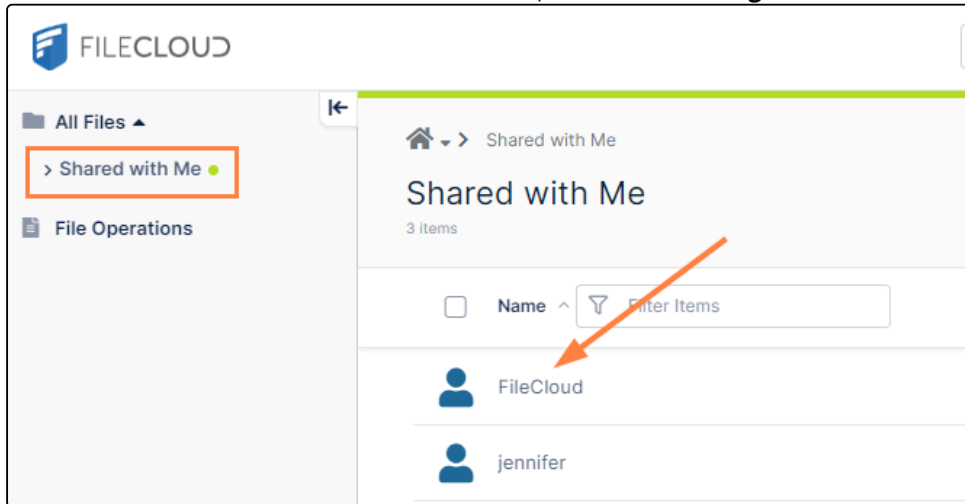 FILECLOUD
All Files
Shared with Me
File Operations
Shared with Me
Shared with Me
3 items
Name
Filter Items
FileCloud
jennifer